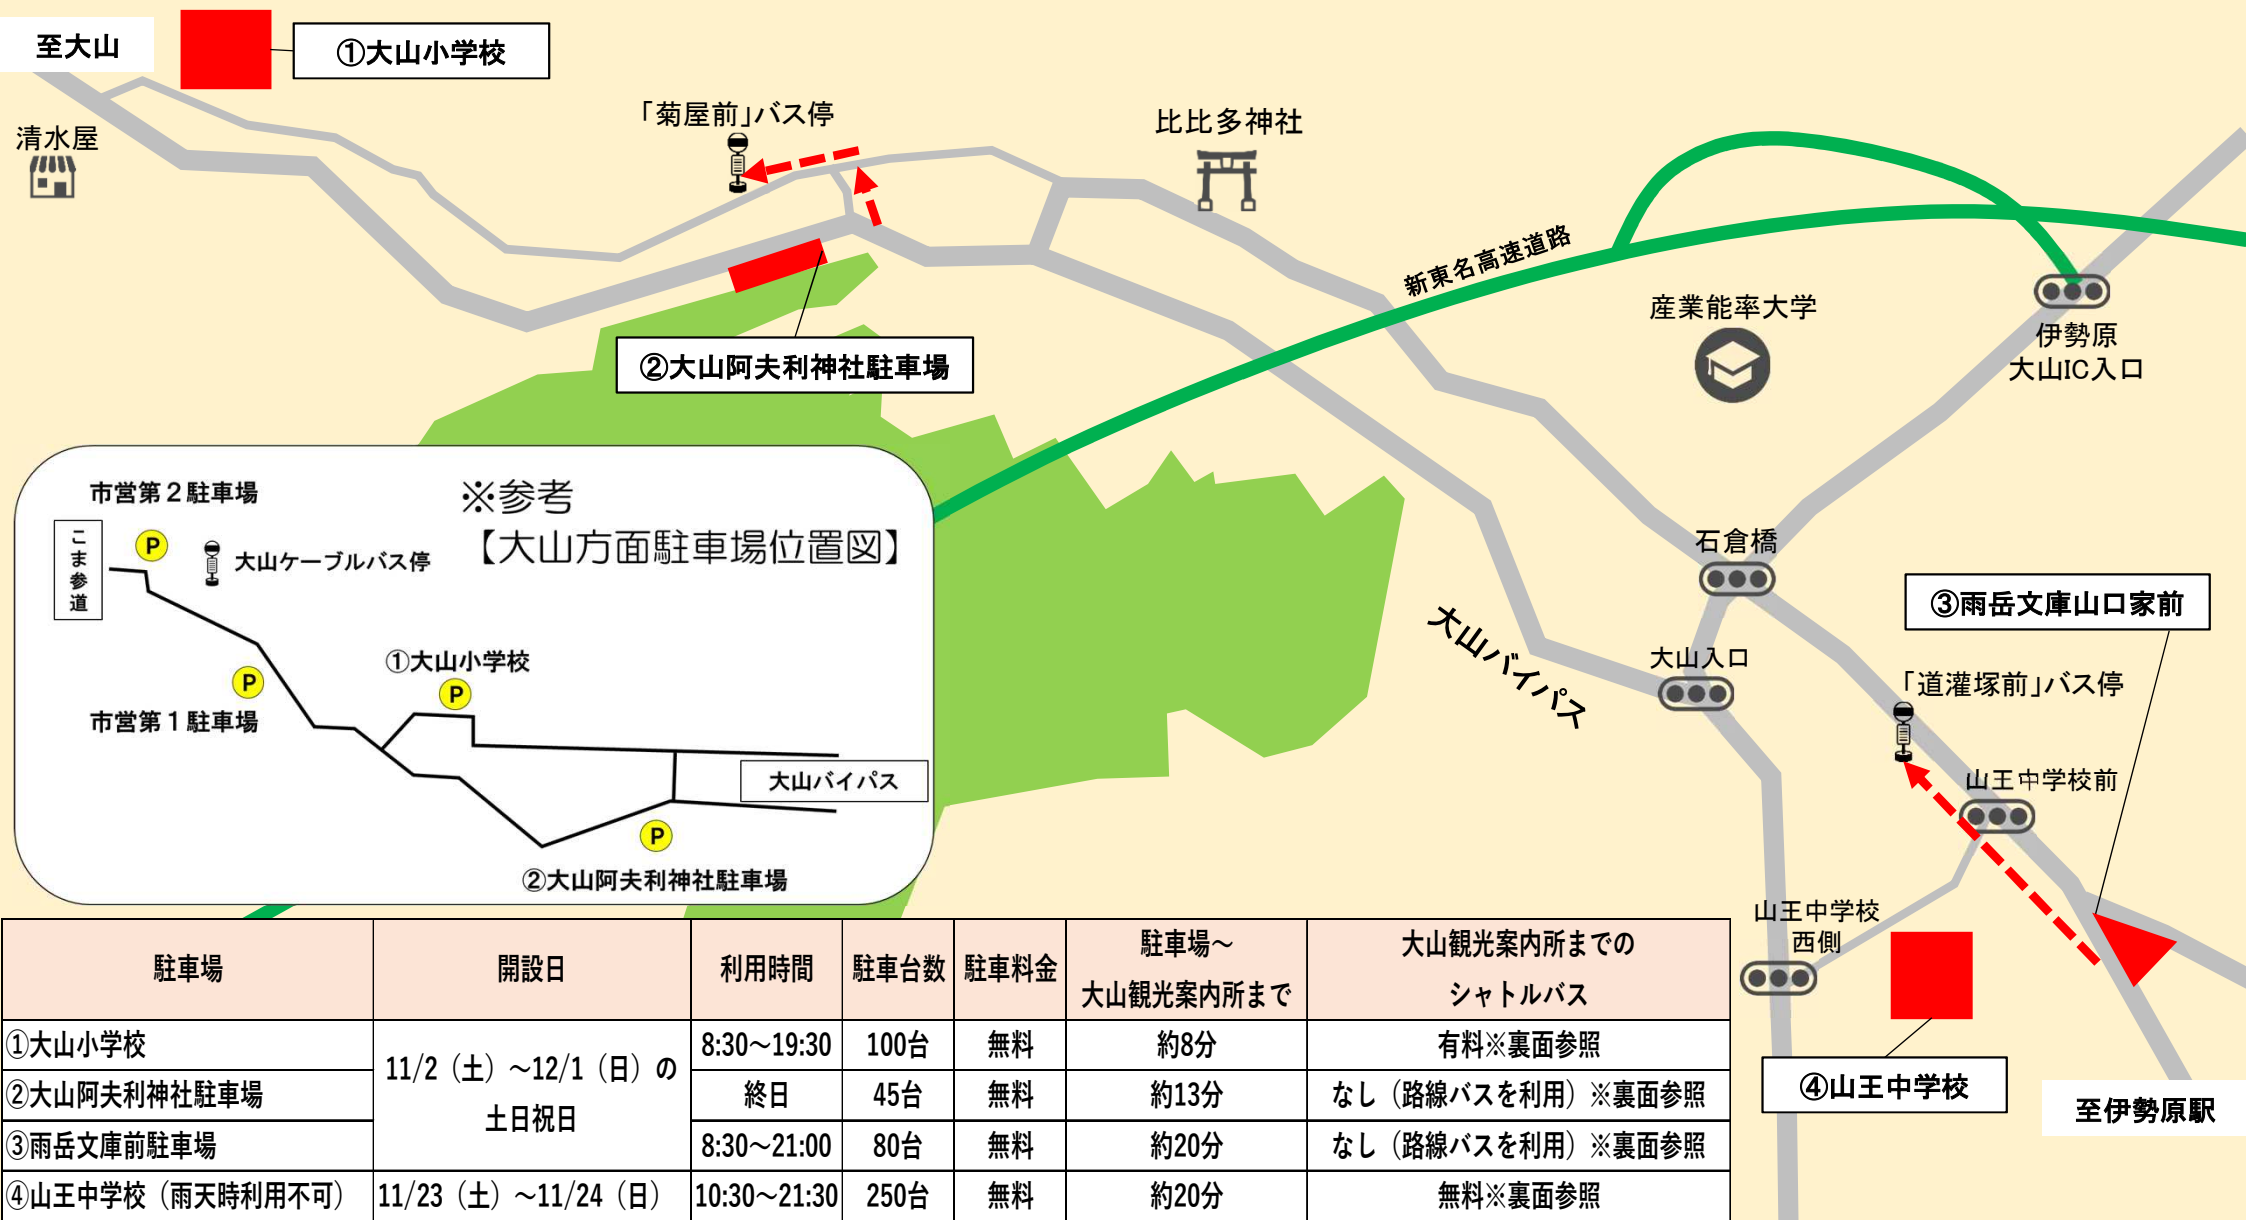 至大山
①大山小学校
「菊屋前」バス停
比比多神社
清水屋
新東名高速道路
産業能率大学
伊勢原
大山IC入口
②大山阿夫利神社駐車場
市営第２駐車場
※参考
【大山方面駐車場位置図】
こま参道
P
大山ケーブルバス停
①大山小学校
P
P
市営第１駐車場
大山バイパス
P
②大山阿夫利神社駐車場
石倉橋
③雨岳文庫山口家前
大山バイパス
大山入口
「道灌塚前」バス停
山王中学校前
山王中学校
西側
④山王中学校
至伊勢原駅
駐車場 開設日 利用時間 駐車台数 駐車料金 駐車場～ 大山観光案内所まで 大山観光案内所までの シャトルバス
①大山小学校 11/2（土）～12/1（日）の 土日祝日 8:30～19:30 100台 無料 約8分 有料※裏面参照
②大山阿夫利神社駐車場 終日 45台 無料 約13分 なし（路線バスを利用）※裏面参照
③雨岳文庫前駐車場 8:30～21:00 80台 無料 約20分 なし（路線バスを利用）※裏面参照
④山王中学校（雨天時利用不可） 11/23（土）～11/24（日） 10:30～21:30 250台 無料 約20分 無料※裏面参照